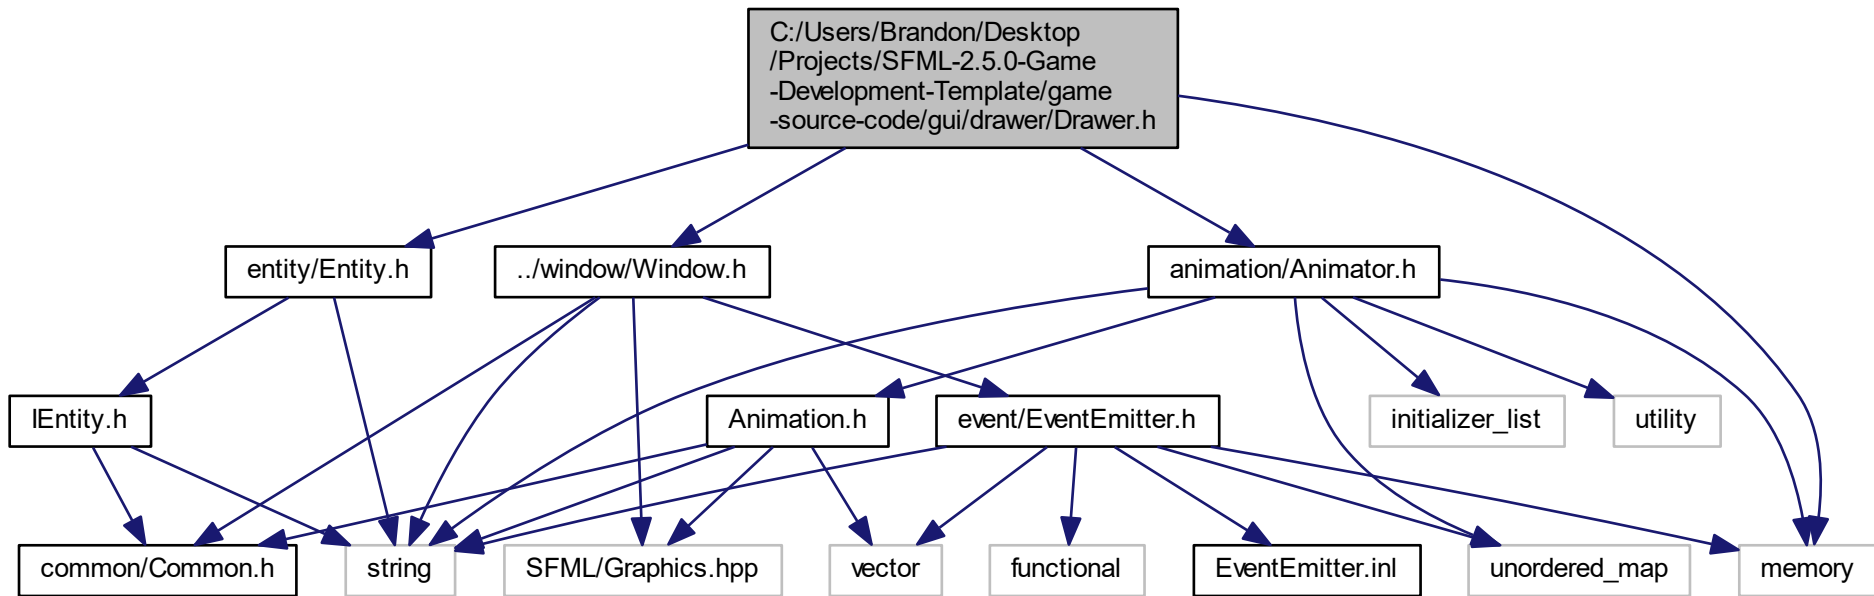 C:/Users/Brandon/Desktop
/Projects/SFML-2.5.0-Game
-Development-Template/game
-source-code/gui/drawer/Drawer.h
entity/Entity.h
../window/Window.h
animation/Animator.h
IEntity.h
Animation.h
event/EventEmitter.h
initializer_list
utility
common/Common.h
string
SFML/Graphics.hpp
vector
functional
EventEmitter.inl
unordered_map
memory